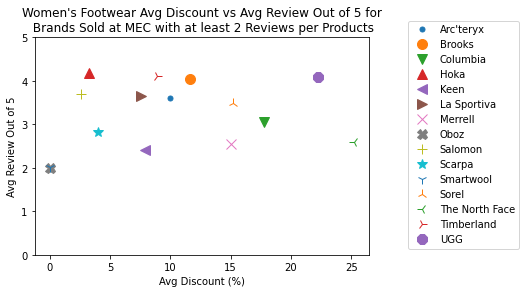 Women's Footwear Avg Discount vs Avg Review Out of 5 for
Brands Sold at MEC with at least 2 Reviews per Products
5
4
3
2
1
0
Avg Review Out of 5
0
5
10
15
20
25
Avg Discount (%)
Arc'teryx
Brooks
Columbia
Hoka
Keen
La Sportiva
Merrell
Oboz
Salomon
Scarpa
Smartwool
Sorel
The North Face
Timberland
UGG